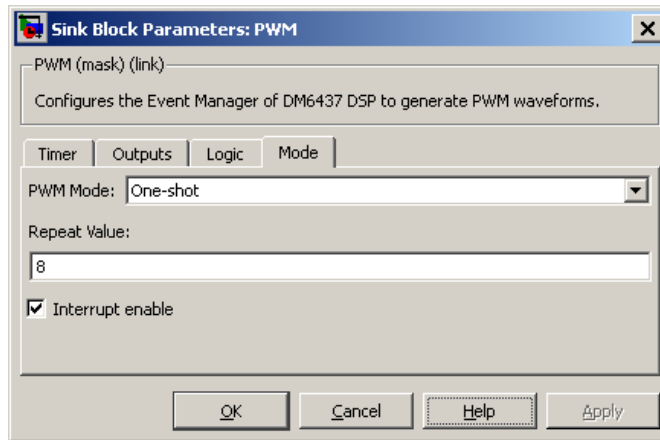 Sink Block Parameters: PWM
PWM (mask) (link)
Configures the Event Manager of DM6437 DSP to generate PWM waveforms.
Timer Outputs Logic Mode
PWM Mode: One-shot
Repeat Value:
8
Interrupt enable
OK Cancel Help Apply